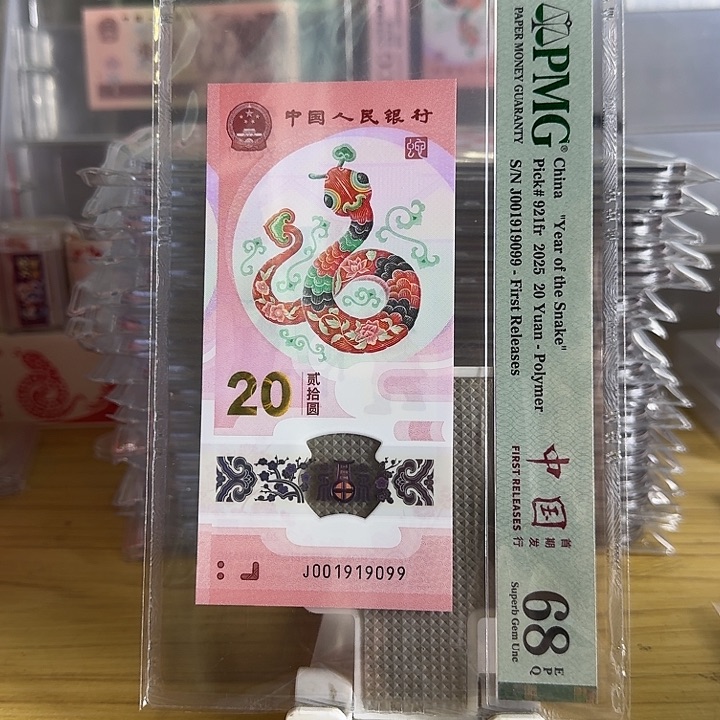 中国人民银行
20
贰拾圆
J001919099
PMG®
PAPER MONEY GUARANTY
China "Year of the Snake"
Pick# 921fr 2025 20 Yuan - Polymer
S/N J001919099 - First Releases
中国
首期发行
FIRST RELEASES
68
EPQ
Superb Gem Unc